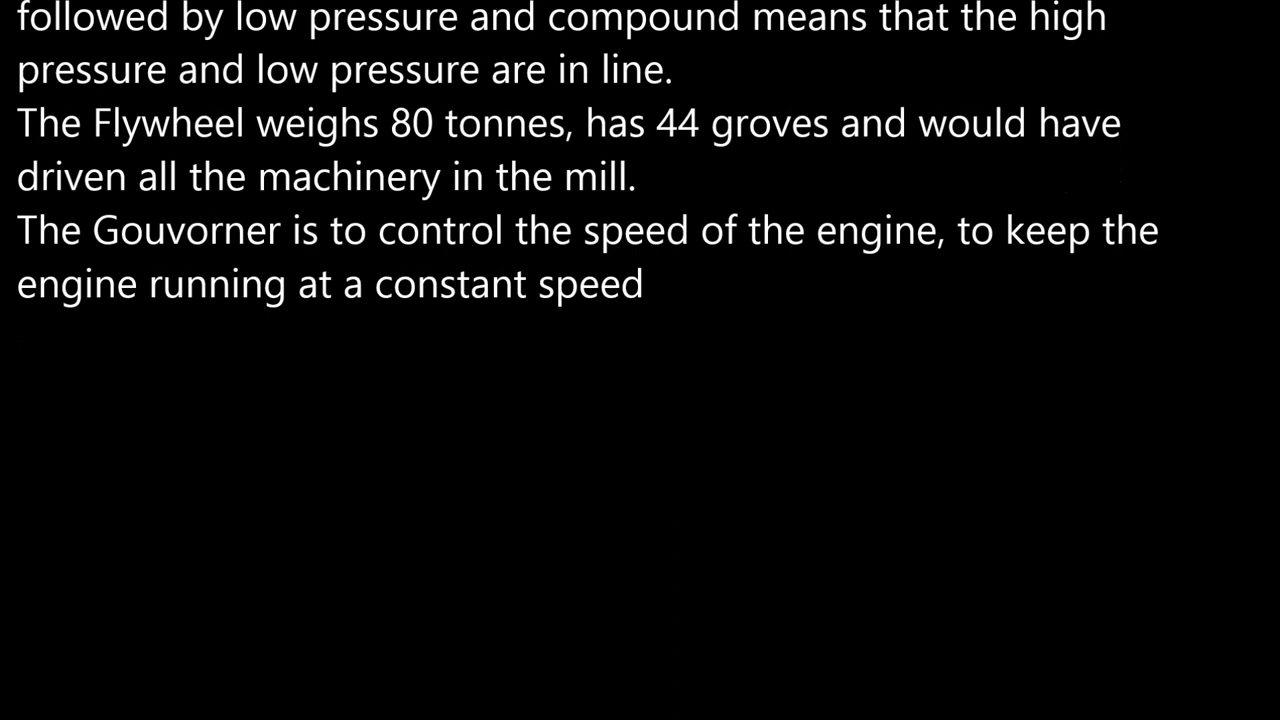 followed by low pressure and compound means that the high
pressure and low pressure are in line.
The Flywheel weighs 80 tonnes, has 44 groves and would have
driven all the machinery in the mill.
The Gouvorner is to control the speed of the engine, to keep the
engine running at a constant speed